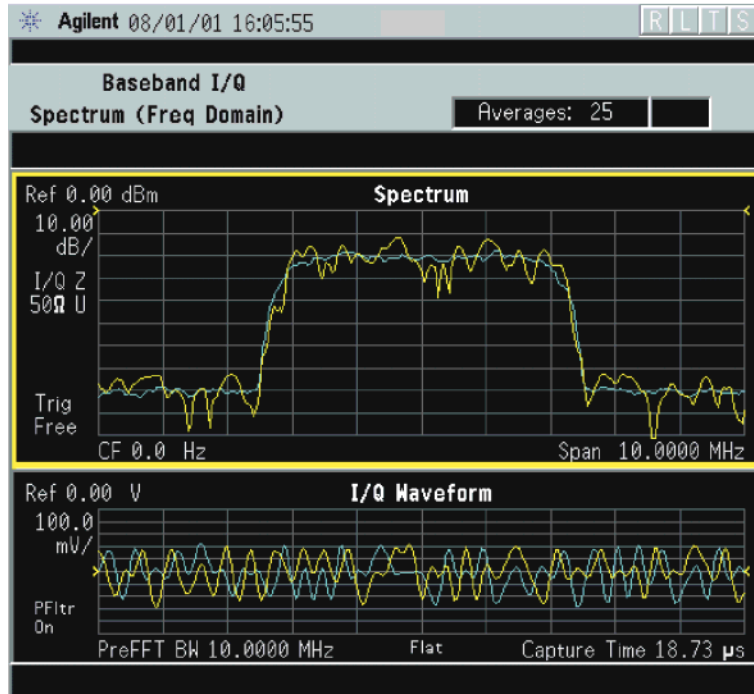 Agilent 08/01/01 16:05:55
R L T S
Baseband I/Q
Spectrum (Freq Domain)
Averages: 25
Ref 0.00 dBm
Spectrum
10.00
dB/
I/Q Z
50Ω U
Trig
Free
CF 0.0 Hz
Span 10.0000 MHz
Ref 0.00 V
I/Q Waveform
100.0
mV/
PFltr
On
PreFFT BW 10.0000 MHz
Flat
Capture Time 18.73 µs